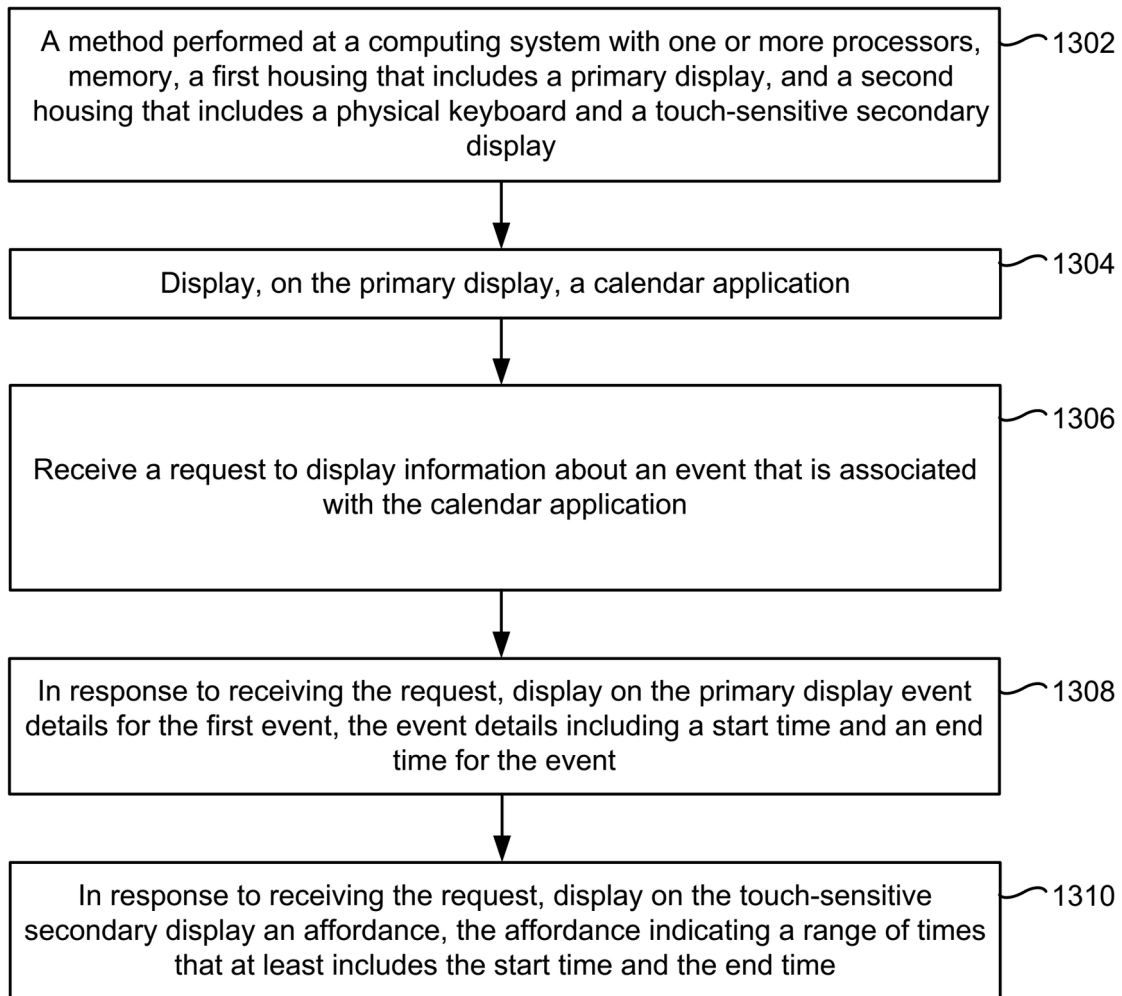 A method performed at a computing system with one or more processors,
memory, a first housing that includes a primary display, and a second
housing that includes a physical keyboard and a touch-sensitive secondary
display
1302
Display, on the primary display, a calendar application
1304
Receive a request to display information about an event that is associated
with the calendar application
1306
In response to receiving the request, display on the primary display event
details for the first event, the event details including a start time and an end
time for the event
1308
In response to receiving the request, display on the touch-sensitive
secondary display an affordance, the affordance indicating a range of times
that at least includes the start time and the end time
1310